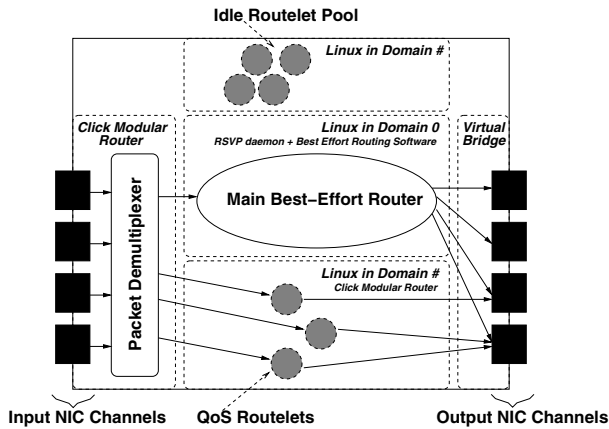 Idle Routelet Pool
Linux in Domain #
Click Modular
Router
Linux in Domain 0
RSVP daemon + Best Effort Routing Software
Virtual
Bridge
Main Best−Effort Router
Packet Demultiplexer
Linux in Domain #
Click Modular Router
Input NIC Channels
QoS Routelets
Output NIC Channels